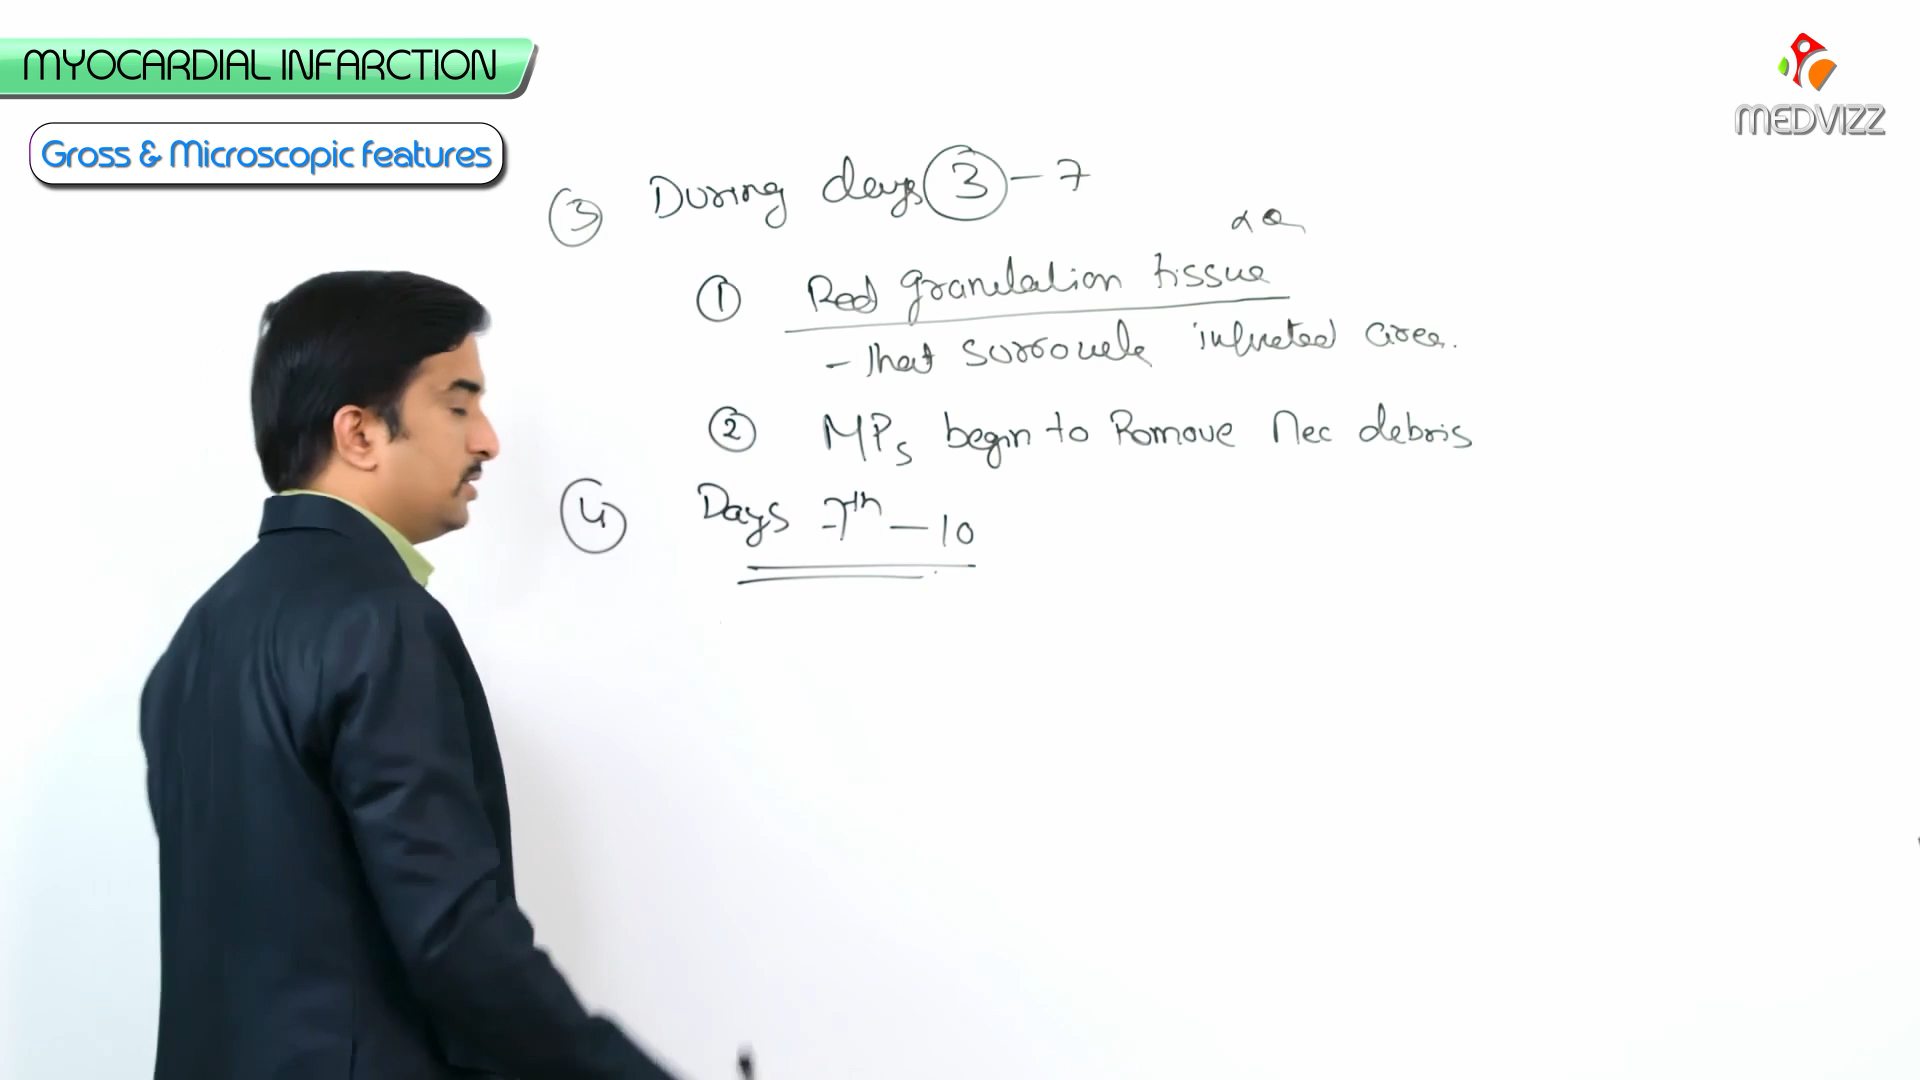 MYOCARDIAL INFARCTION
MEDVIZZ
Gross & Microscopic features
③ During days ③ - 7
① Red granulation tissue
- that infarcted area.
② MPs begin to Remove Nec debris
④ Days 7th - 10